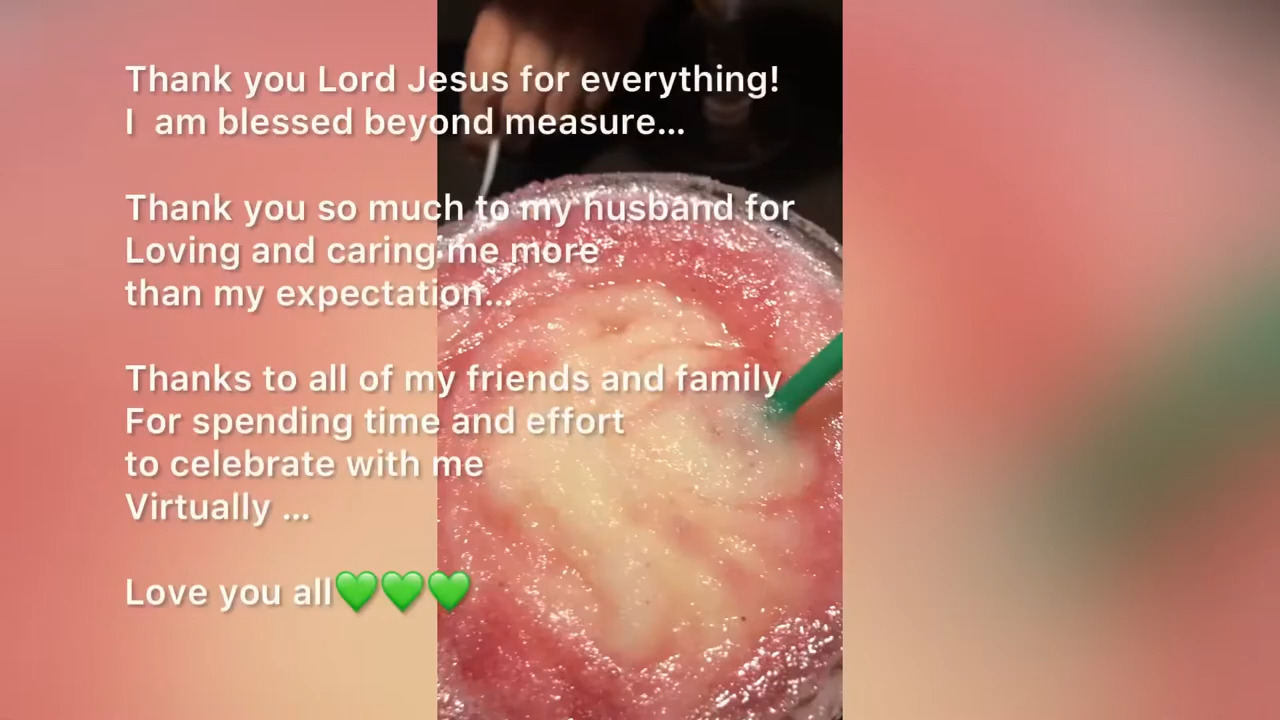 Thank you Lord Jesus for everything!
I  am blessed beyond measure...
Thank you so much to my husband for
Loving and caring me more
than my expectation...
Thanks to all of my friends and family
For spending time and effort
to celebrate with me
Virtually ...
Love you all💚💚💚